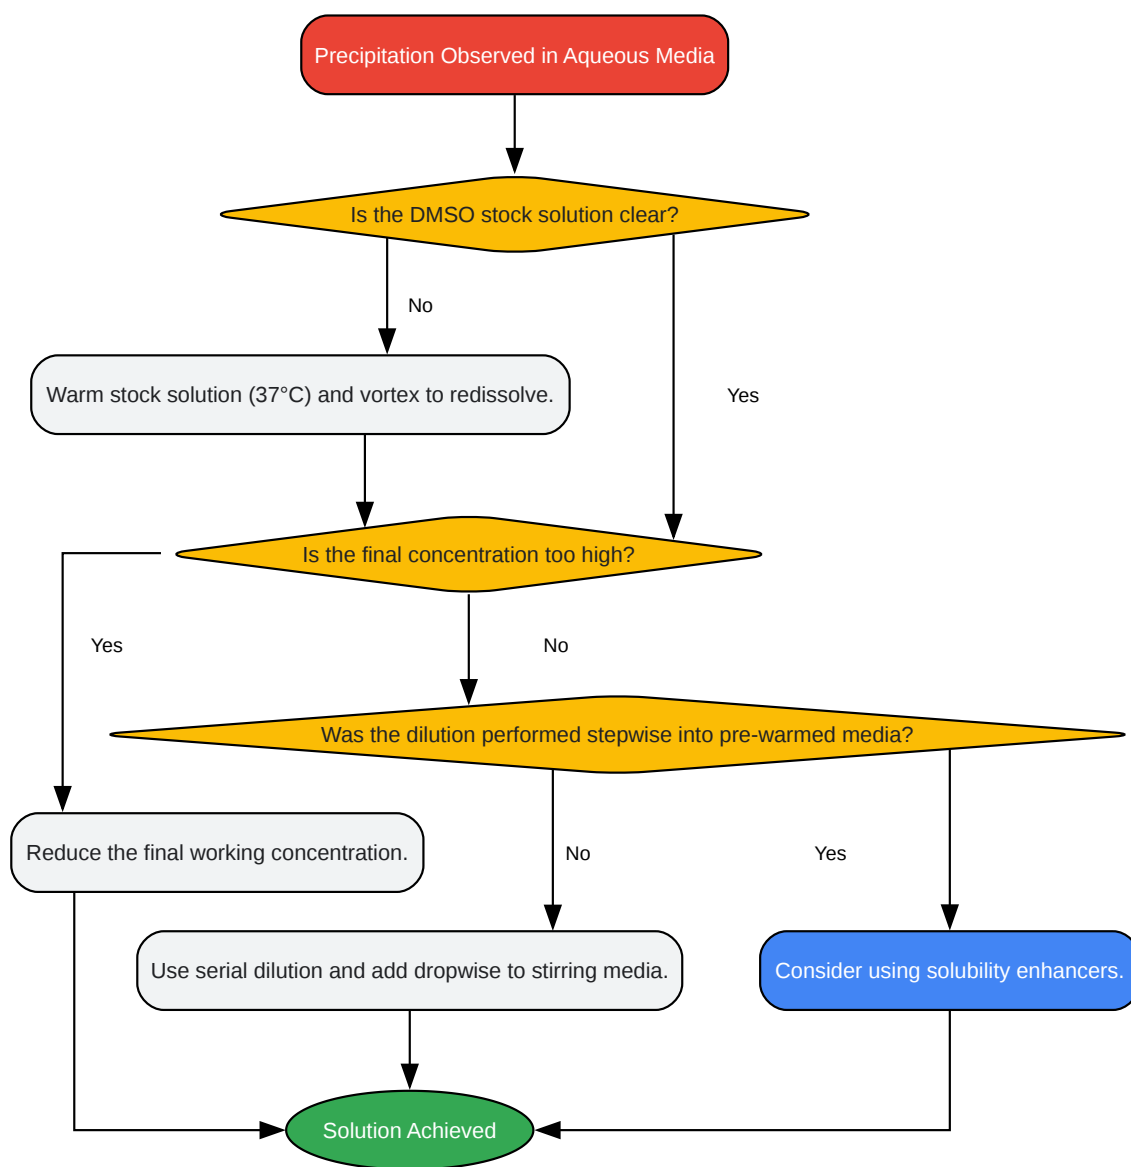 Precipitation Observed in Aqueous Media
Is the DMSO stock solution clear?
No
Warm stock solution (37°C) and vortex to redissolve.
Yes
Is the final concentration too high?
Yes
No
Was the dilution performed stepwise into pre-warmed media?
Reduce the final working concentration.
No
Yes
Use serial dilution and add dropwise to stirring media.
Consider using solubility enhancers.
Solution Achieved